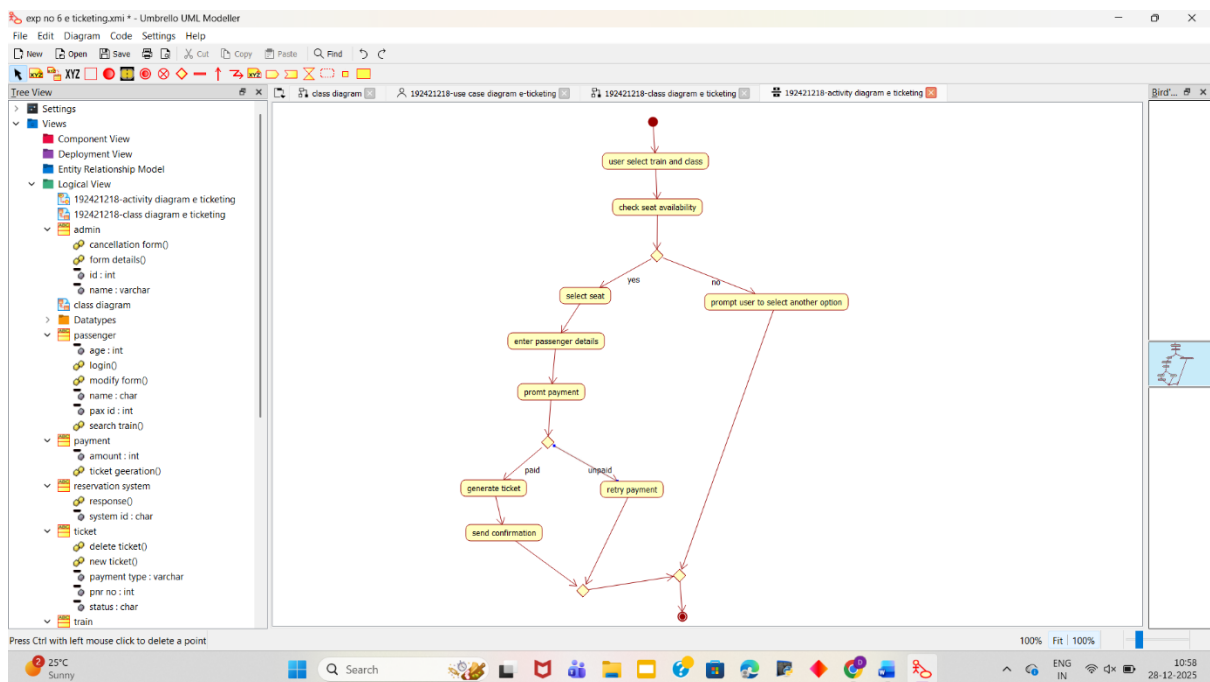 exp no 6 e ticketing.xmi * - Umbrello UML Modeller
File Edit Diagram Code Settings Help
New Open Save Cut Copy Paste Find
XYZ XYZ
Tree View
class diagram 192421218-use case diagram e-ticketing 192421218-class diagram e ticketing 192421218-activity diagram e ticketing
Bird'...
Settings
Views
Component View
Deployment View
Entity Relationship Model
Logical View
192421218-activity diagram e ticketing
192421218-class diagram e ticketing
admin
cancellation form()
form details()
id : int
name : varchar
class diagram
Datatypes
passenger
age : int
login()
modify form()
name : char
pax id : int
search train()
payment
amount : int
ticket geeration()
reservation system
response()
system id : char
ticket
delete ticket()
new ticket()
payment type : varchar
pnr no : int
status : char
train
user select train and class
check seat availability
yes
no
select seat
prompt user to select another option
enter passenger details
promt payment
paid
unpaid
generate ticket
retry payment
send confirmation
Press Ctrl with left mouse click to delete a point
100% Fit 100%
2
25°C
Sunny
Search
ENG
IN
10:58
28-12-2025